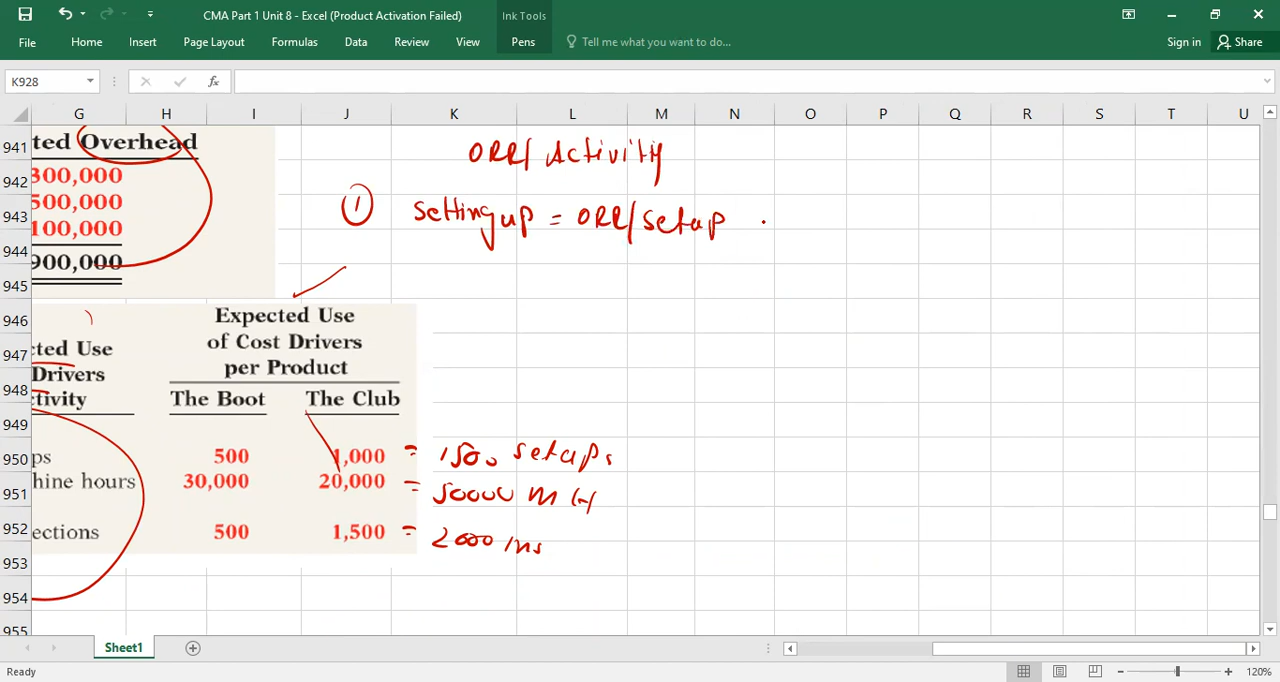 CMA Part 1 Unit 8 - Excel (Product Activation Failed)
Ink Tools
File Home Insert Page Layout Formulas Data Review View Pens Tell me what you want to do... Sign in Share
K928
fx
G H I J K L M N O P Q R S T U
941
942
943
944
945
946
947
948
949
950
951
952
953
954
955
ted Overhead
300,000
500,000
100,000
900,000
ORR/Activity
1 Setting up = ORR/setup
Expected Use
of Cost Drivers
per Product
cted Use
Drivers
ctivity
The Boot The Club
ps 500 1,000 = 1500 setups
hine hours 30,000 20,000 = 50000 MH
ections 500 1,500 = 2000 ins
Sheet1
Ready
120%